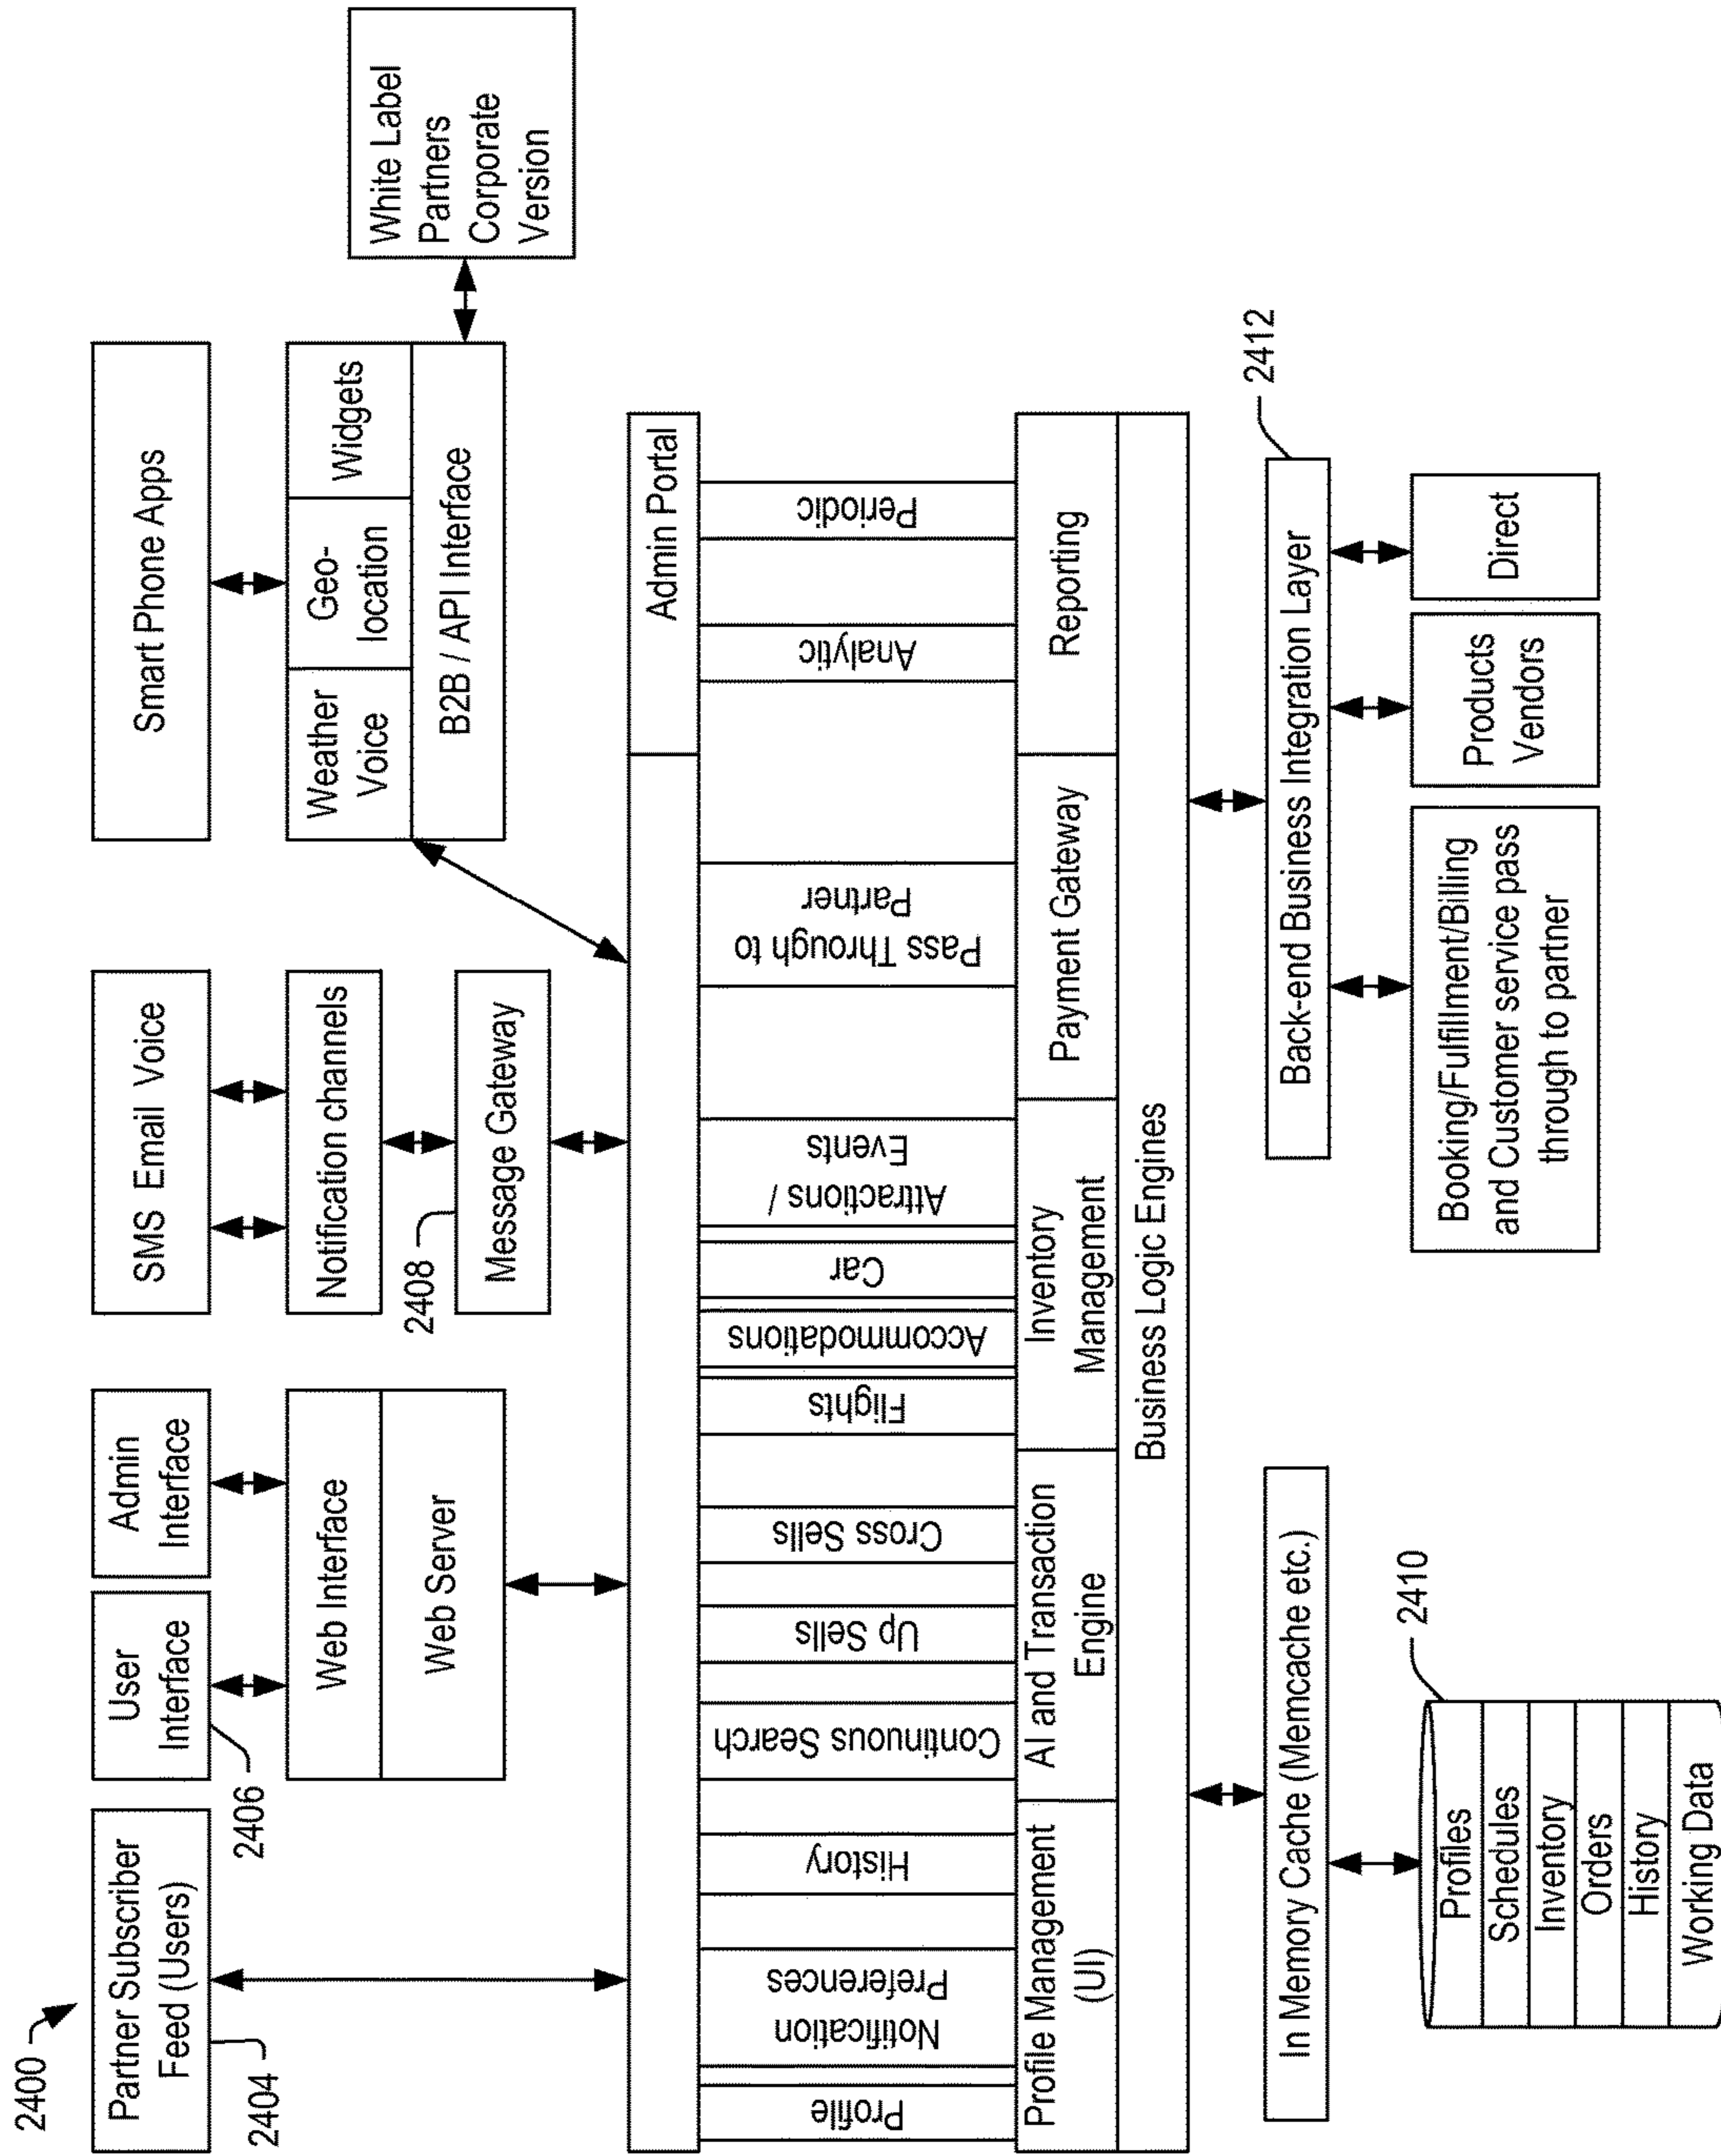 2400
Partner Subscriber
Feed (Users)
2404
User
Interface
2406
Admin
Interface
Web Interface
Web Server
SMS Email Voice
Notification channels
2408
Message Gateway
Smart Phone Apps
Weather
Voice
Geo-
location
Widgets
B2B / API Interface
White Label
Partners
Corporate
Version
Admin Portal
Profile
Notification
Preferences
History
Continuous Search
Up Sells
Cross Sells
Flights
Accommodations
Car
Attractions /
Events
Pass Through to
Partner
Analytic
Periodic
Profile Management
(UI)
AI and Transaction
Engine
Inventory
Management
Payment Gateway
Reporting
Business Logic Engines
In Memory Cache (Memcache etc.)
2410
Profiles
Schedules
Inventory
Orders
History
Working Data
Back-end Business Integration Layer
2412
Booking/Fulfillment/Billing
and Customer service pass
through to partner
Products
Vendors
Direct